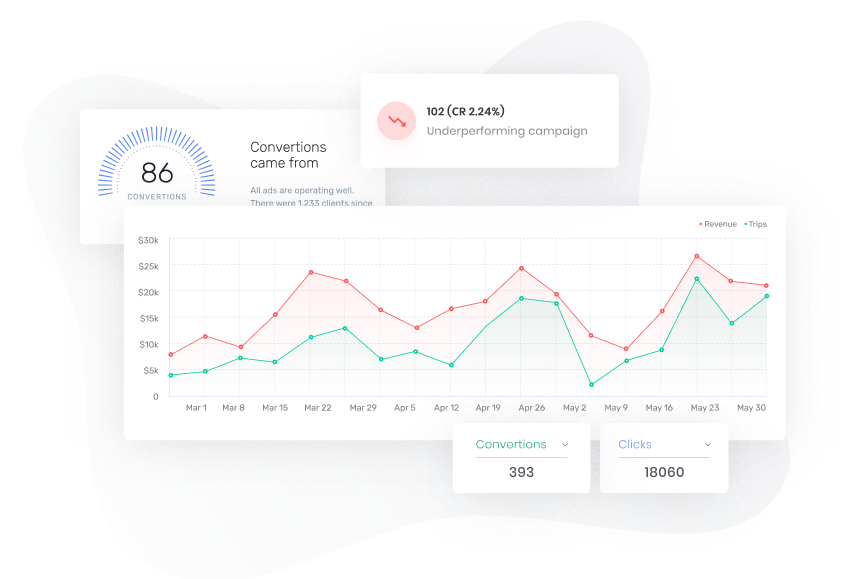 102 (CR 2.24%)
Underperforming campaign
86
CONVERTIONS
Convertions
came from
All ads are operating well.
There were 1,233 clients since
Revenue Trips
$30k
$25k
$20k
$15k
$10k
$5k
0
Mar 1 Mar 8 Mar 15 Mar 22 Mar 29 Apr 5 Apr 12 Apr 19 Apr 26 May 2 May 9 May 16 May 23 May 30
Convertions
393
Clicks
18060